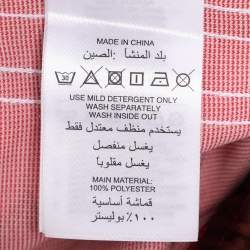 MADE IN CHINA
بلد المنشأ: الصين
30
USE MILD DETERGENT ONLY
WASH SEPARATELY
WASH INSIDE OUT
يستخدم منظف معتدل فقط
يغسل منفصل
يغسل مقلوباً
MAIN MATERIAL:
100% POLYESTER
قماشة أساسية
١٠٠٪ بوليستر